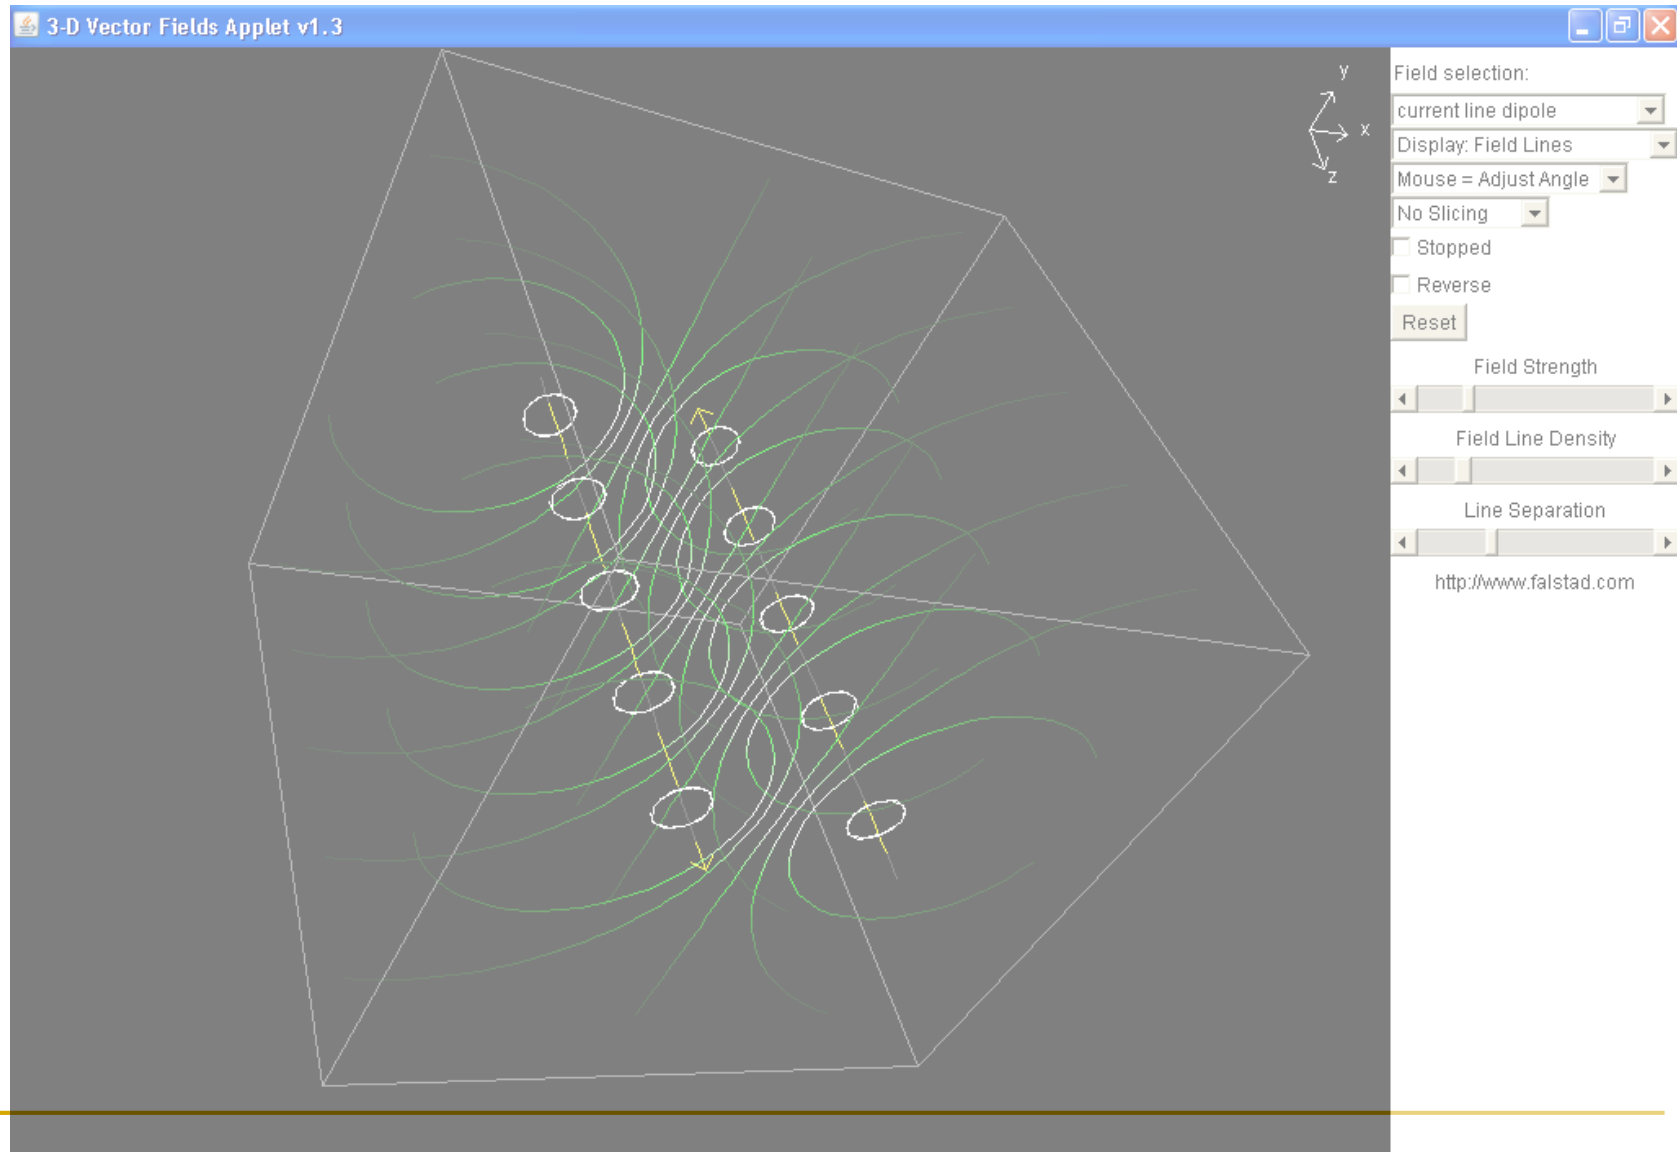 3-D Vector Fields Applet v1.3
y
x
z
Field selection:
current line dipole
Display: Field Lines
Mouse = Adjust Angle
No Slicing
Stopped
Reverse
Reset
Field Strength
Field Line Density
Line Separation
http://www.falstad.com